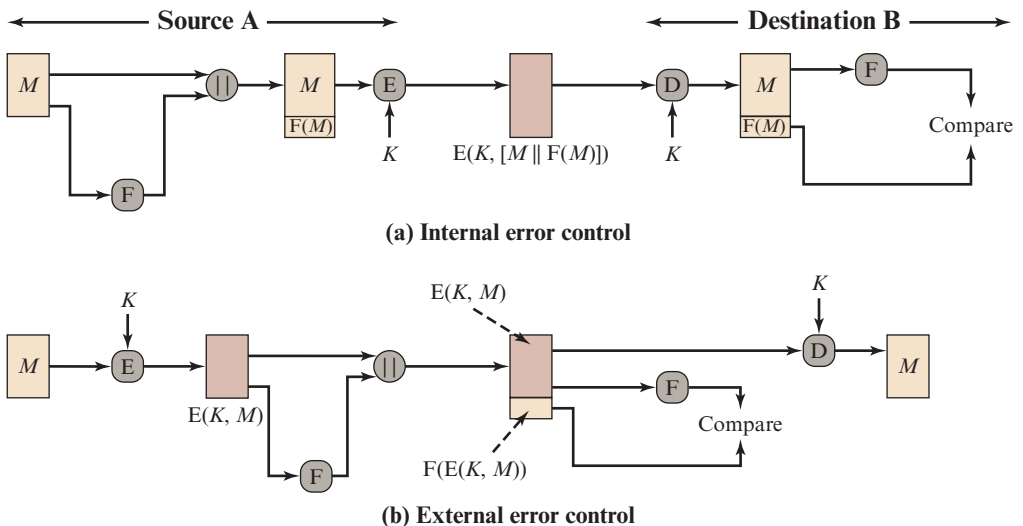 Source A
Destination B
M
F
||
M
F(M)
E
K
E(K, [M || F(M)])
D
K
M
F(M)
F
Compare
(a) Internal error control
M
K
E
E(K, M)
F
||
E(K, M)
F(E(K, M))
F
Compare
K
D
M
(b) External error control